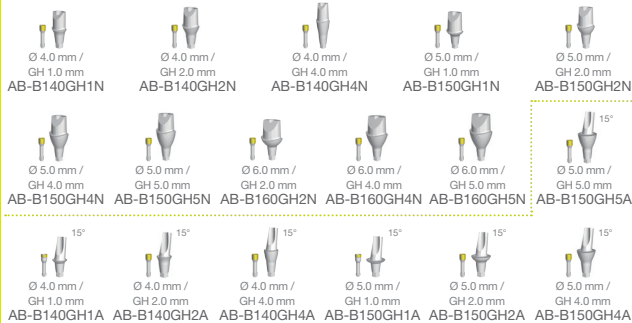 Ø 4.0 mm /
GH 1.0 mm
AB-B140GH1N
Ø 4.0 mm /
GH 2.0 mm
AB-B140GH2N
Ø 4.0 mm /
GH 4.0 mm
AB-B140GH4N
Ø 5.0 mm /
GH 1.0 mm
AB-B150GH1N
Ø 5.0 mm /
GH 2.0 mm
AB-B150GH2N
Ø 5.0 mm /
GH 4.0 mm
AB-B150GH4N
Ø 5.0 mm /
GH 5.0 mm
AB-B150GH5N
Ø 6.0 mm /
GH 2.0 mm
AB-B160GH2N
Ø 6.0 mm /
GH 4.0 mm
AB-B160GH4N
Ø 6.0 mm /
GH 5.0 mm
AB-B160GH5N
15°
Ø 5.0 mm /
GH 5.0 mm
AB-B150GH5A
15°
Ø 4.0 mm /
GH 1.0 mm
AB-B140GH1A
15°
Ø 4.0 mm /
GH 2.0 mm
AB-B140GH2A
15°
Ø 4.0 mm /
GH 4.0 mm
AB-B140GH4A
15°
Ø 5.0 mm /
GH 1.0 mm
AB-B150GH1A
15°
Ø 5.0 mm /
GH 2.0 mm
AB-B150GH2A
15°
Ø 5.0 mm /
GH 4.0 mm
AB-B150GH4A